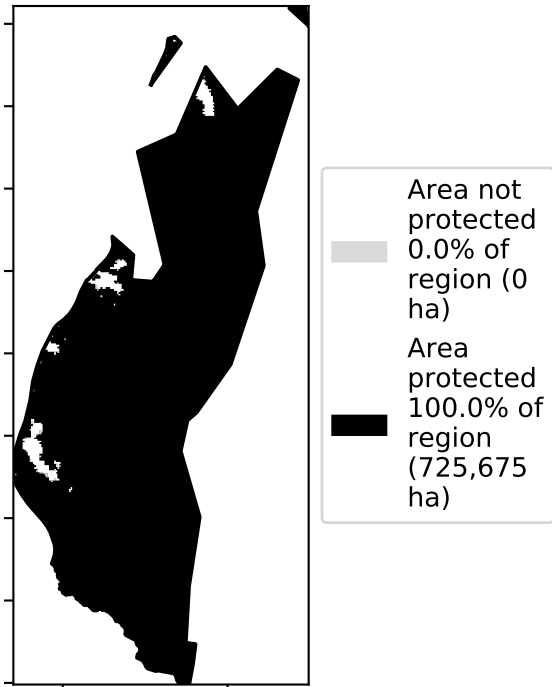 Area not
protected
0.0% of
region (0
ha)
Area
protected
100.0% of
region
(725,675
ha)